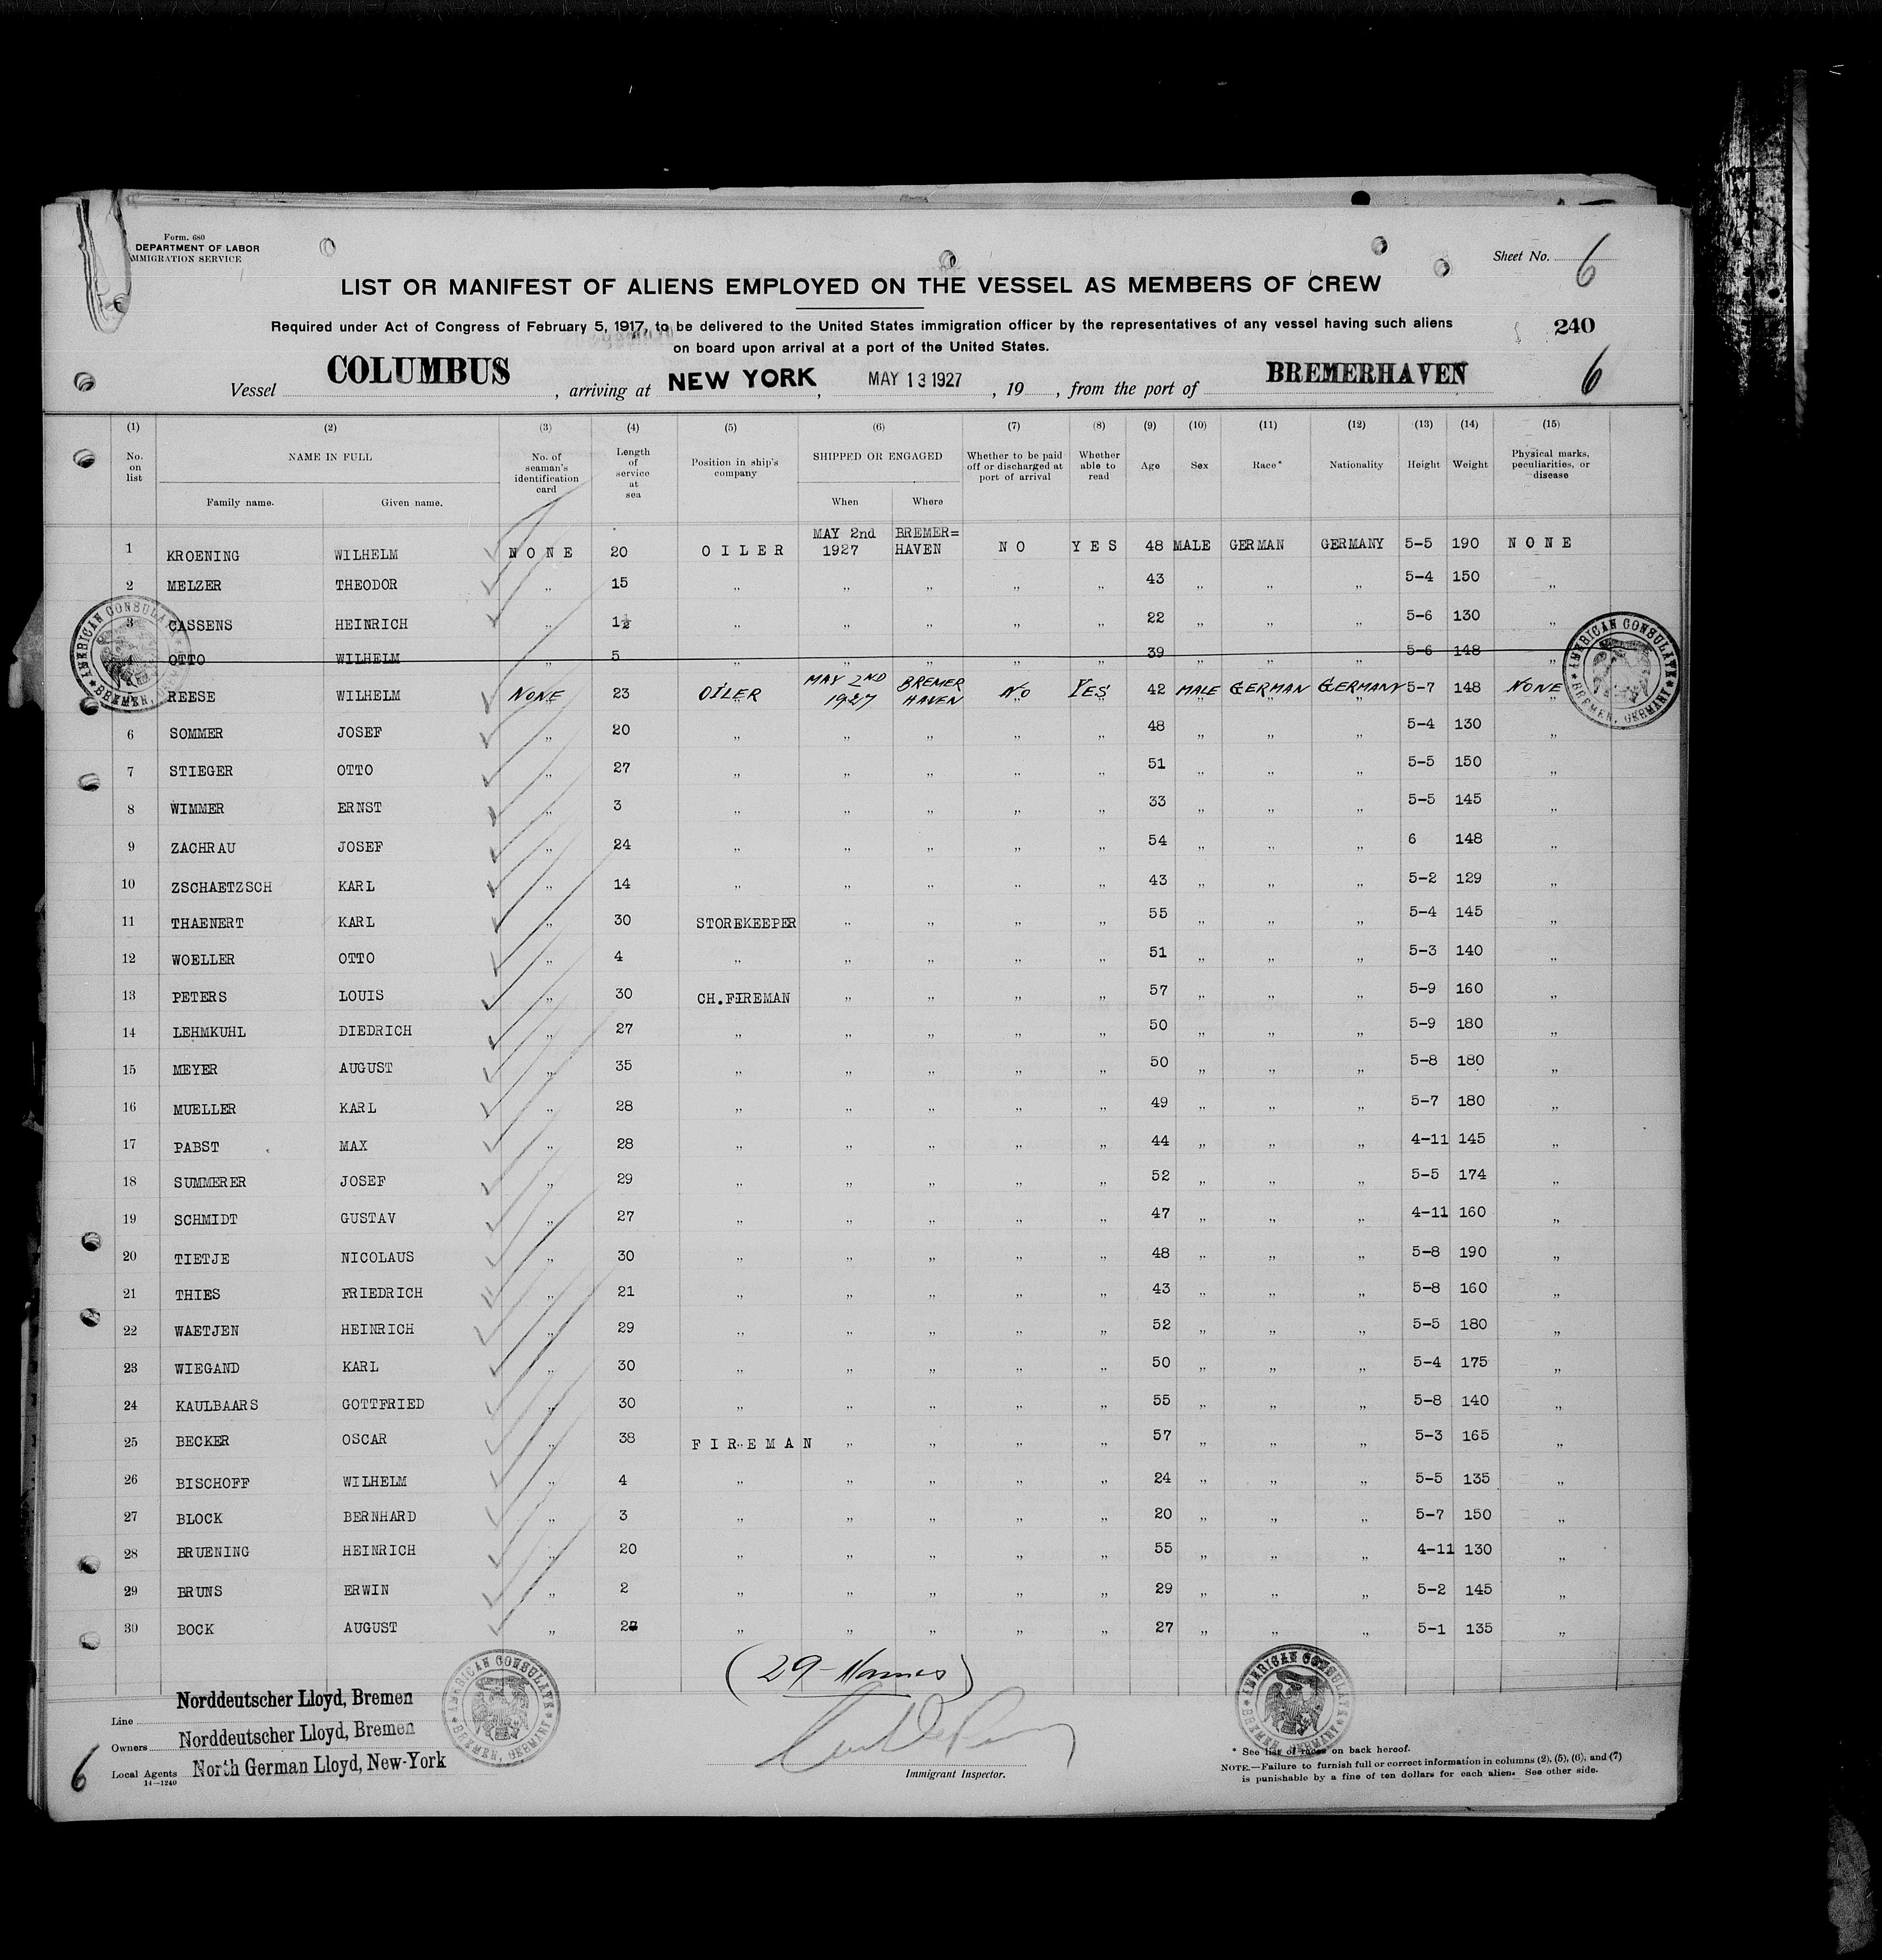 Form. 680
DEPARTMENT OF LABOR
IMMIGRATION SERVICE
Sheet No. 6
LIST OR MANIFEST OF ALIENS EMPLOYED ON THE VESSEL AS MEMBERS OF CREW
Required under Act of Congress of February 5, 1917, to be delivered to the United States immigration officer by the representatives of any vessel having such aliens
on board upon arrival at a port of the United States.
240
Vessel COLUMBUS, arriving at NEW YORK, MAY 13 1927, 19, from the port of BREMERHAVEN 6
(1) (2) (3) (4) (5) (6) (7) (8) (9) (10) (11) (12) (13) (14) (15)
No. on list NAME IN FULL No. of seaman's identification card Length of service at sea Position in ship's company SHIPPED OR ENGAGED Whether to be paid off or discharged at port of arrival Whether able to read Age Sex Race* Nationality Height Weight Physical marks, peculiarities, or disease
Family name. Given name. When Where
1 KROENING WILHELM NONE 20 OILER MAY 2nd 1927 BREMER=HAVEN NO YES 48 MALE GERMAN GERMANY 5-5 190 NONE
2 MELZER THEODOR " 15 " " " " " 43 " " " 5-4 150 "
3 CASSENS HEINRICH " 1½ " " " " " 22 " " " 5-6 130 "
4 OTTO WILHELM 5 " " " " " 39 " " " 5-6 148 "
REESE WILHELM NONE 23 OILER MAY 2ND 1927 BREMER HAVEN NO YES 42 MALE GERMAN GERMANY 5-7 148 NONE
6 SOMMER JOSEF " 20 " " " " " 48 " " " 5-4 130 "
7 STIEGER OTTO " 27 " " " " " 51 " " " 5-5 150 "
8 WIMMER ERNST " 3 " " " " " 33 " " " 5-5 145 "
9 ZACHRAU JOSEF " 24 " " " " " 54 " " " 6 148 "
10 ZSCHAETZSCH KARL " 14 " " " " " 43 " " " 5-2 129 "
11 THAENERT KARL " 30 STOREKEEPER " " " " 55 " " " 5-4 145 "
12 WOELLER OTTO " 4 " " " " " 51 " " " 5-3 140 "
13 PETERS LOUIS " 30 CH.FIREMAN " " " " 57 " " " 5-9 160 "
14 LEHMKUHL DIEDRICH " 27 " " " " " 50 " " " 5-9 180 "
15 MEYER AUGUST " 35 " " " " " 50 " " " 5-8 180 "
16 MUELLER KARL " 28 " " " " " 49 " " " 5-7 180 "
17 PABST MAX " 28 " " " " " 44 " " " 4-11 145 "
18 SUMMERER JOSEF " 29 " " " " " 52 " " " 5-5 174 "
19 SCHMIDT GUSTAV " 27 " " " " " 47 " " " 4-11 160 "
20 TIETJE NICOLAUS " 30 " " " " " 48 " " " 5-8 190 "
21 THIES FRIEDRICH " 21 " " " " " 43 " " " 5-8 160 "
22 WAETJEN HEINRICH " 29 " " " " " 52 " " " 5-5 180 "
23 WIEGAND KARL " 30 " " " " " 50 " " " 5-4 175 "
24 KAULBAARS GOTTFRIED " 30 " " " " " 55 " " " 5-8 140 "
25 BECKER OSCAR " 38 FIREMAN " " " " 57 " " " 5-3 165 "
26 BISCHOFF WILHELM " 4 " " " " " 24 " " " 5-5 135 "
27 BLOCK BERNHARD " 3 " " " " " 20 " " " 5-7 150 "
28 BRUENING HEINRICH " 20 " " " " " 55 " " " 4-11 130 "
29 BRUNS ERWIN " 2 " " " " " 29 " " " 5-2 145 "
30 BOCK AUGUST " " " " " " 27 " " " 5-1 135 "
AMERICAN CONSULATE BREMEN, GERMANY
AMERICAN CONSULATE BREMEN, GERMANY
(29-Names)
AMERICAN CONSULATE BREMEN, GERMANY
AMERICAN CONSULATE BREMEN, GERMANY
Line Norddeutscher Lloyd, Bremen
Owners Norddeutscher Lloyd, Bremen
Local Agents North German Lloyd, New-York
14-1240
6
Immigrant Inspector.
* See list of races on back hereof.
NOTE.—Failure to furnish full or correct information in columns (2), (5), (6), and (7)
is punishable by a fine of ten dollars for each alien. See other side.